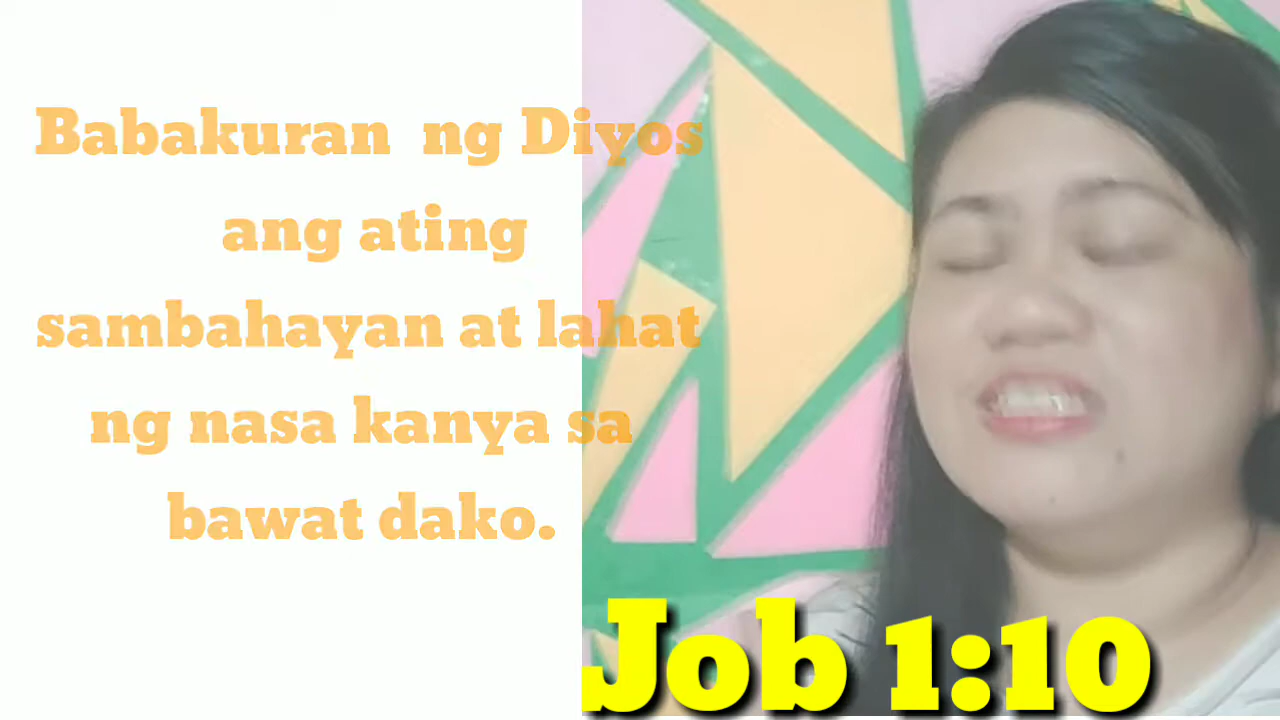 Babakuran ng Diyos
ang ating
sambahayan at lahat
ng nasa kanya sa
bawat dako.
Job 1:10